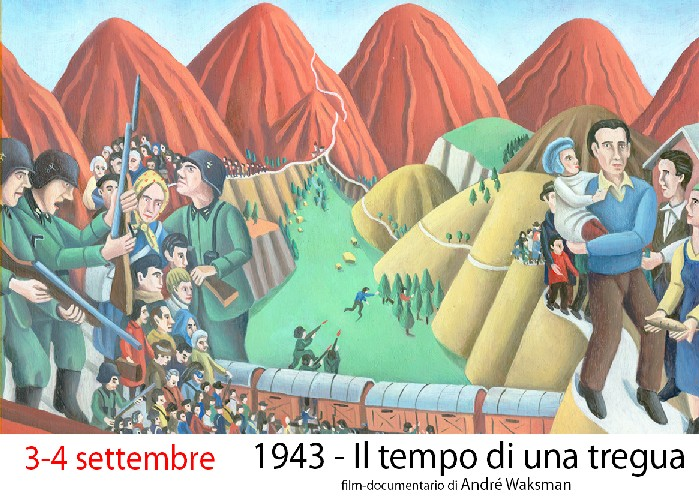 3-4 settembre 1943 - Il tempo di una tregua
film-documentario di André Waksman